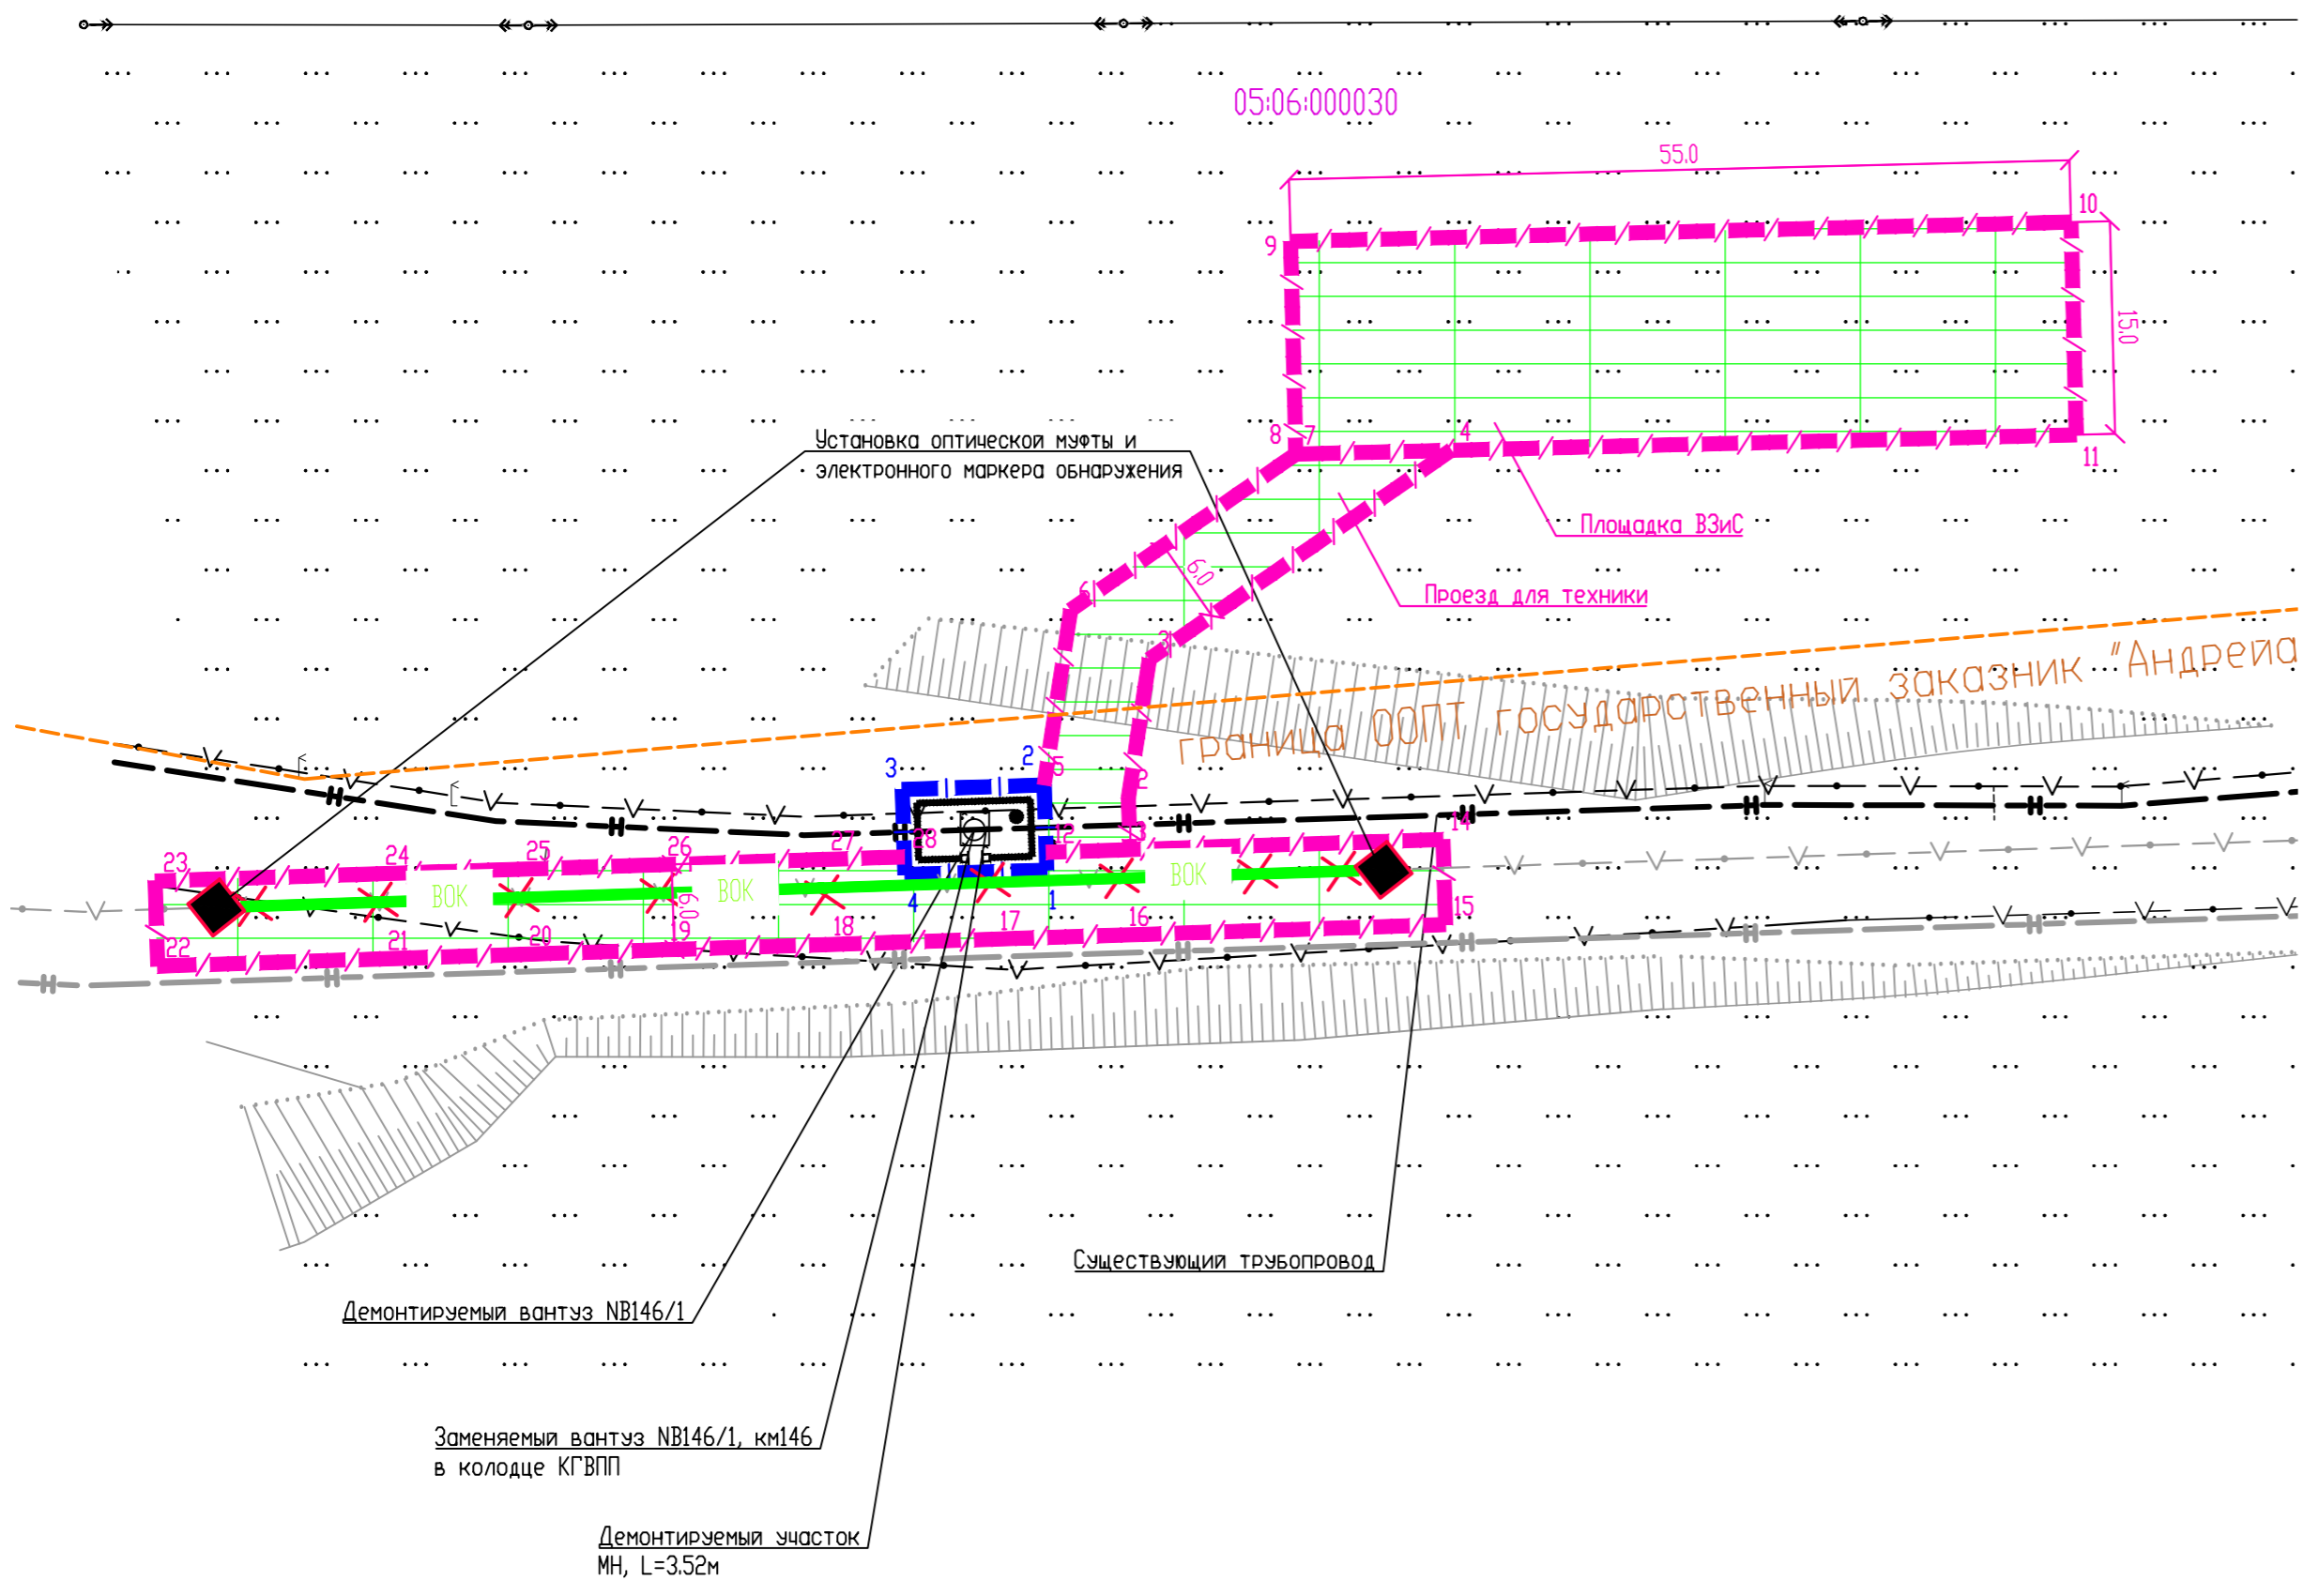 05:06:000030
55.0
10
9
15.0
8
7
4
11
Установка оптической муфты и
электронного маркера обнаружения
Площадка ВЗиС
6.0
6
Проезд для техники
3
граница ООПТ государственный заказник "Андрейа
3
2
5
2
23
24
25
26
27
28
12
13
14
ВОК
ВОК
ВОК
6.0
4
1
22
21
20
19
18
17
16
15
Существующий трубопровод
Демонтируемый вантуз NВ146/1
Заменяемый вантуз NВ146/1, км146
в колодце КГВПП
Демонтируемый участок
МН, L=3.52м